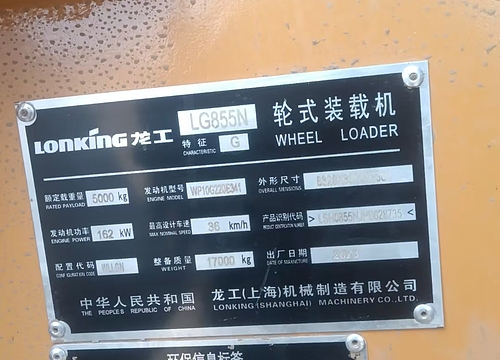 LONKING 龙工 LG855N 轮式装载机
特征 CHARACTERISTIC G WHEEL LOADER
额定载重量 RATED PAYLOAD 5000 kg 发动机型号 ENGINE MODEL WP10G220E341 外形尺寸 OVERALL DIMENSIONS
发动机功率 ENGINE POWER 162 kW 最高设计车速 MAX NOMINAL SPEED 36 km/h 产品识别代码 PRODUCT IDENTIFICATION NUMBER
配置代码 CONFIGURATION CODE 整备质量 WEIGHT 17000 kg 出厂日期 DATE OF MANUFACTURE
中华人民共和国 龙工(上海)机械制造有限公司
THE PEOPLE'S REPUBLIC OF CHINA LONKING(SHANGHAI) MACHINERY CO.,LTD.
环保信息标签